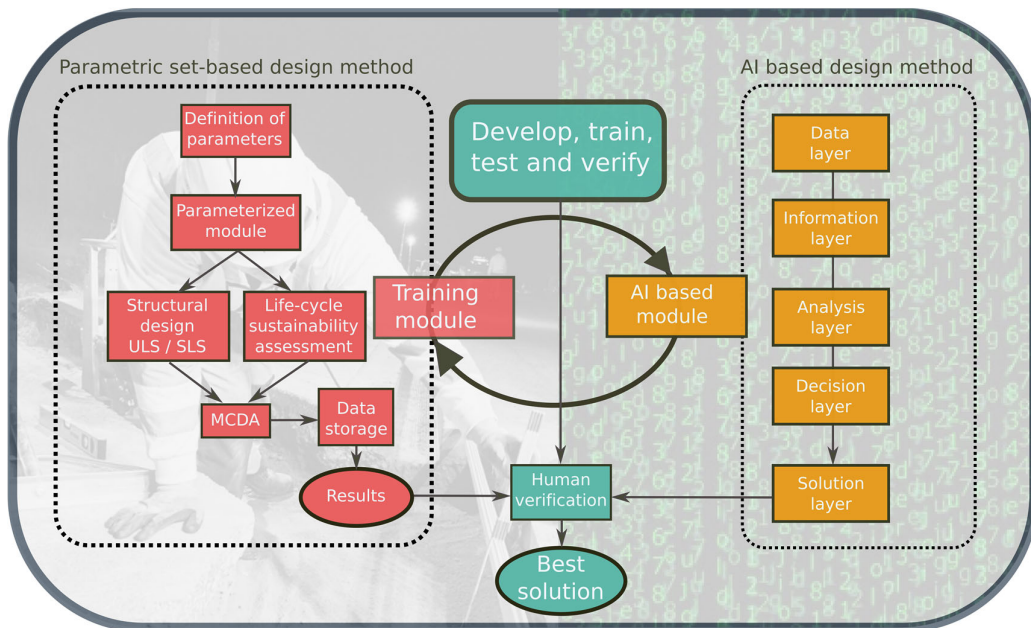 Parametric set-based design method
Definition of
parameters
Parameterized
module
Structural
design
ULS / SLS
Life-cycle
sustainability
assessment
MCDA
Data
storage
Results
Develop, train,
test and verify
Training
module
AI based
module
Human
verification
Best
solution
AI based design method
Data
layer
Information
layer
Analysis
layer
Decision
layer
Solution
layer